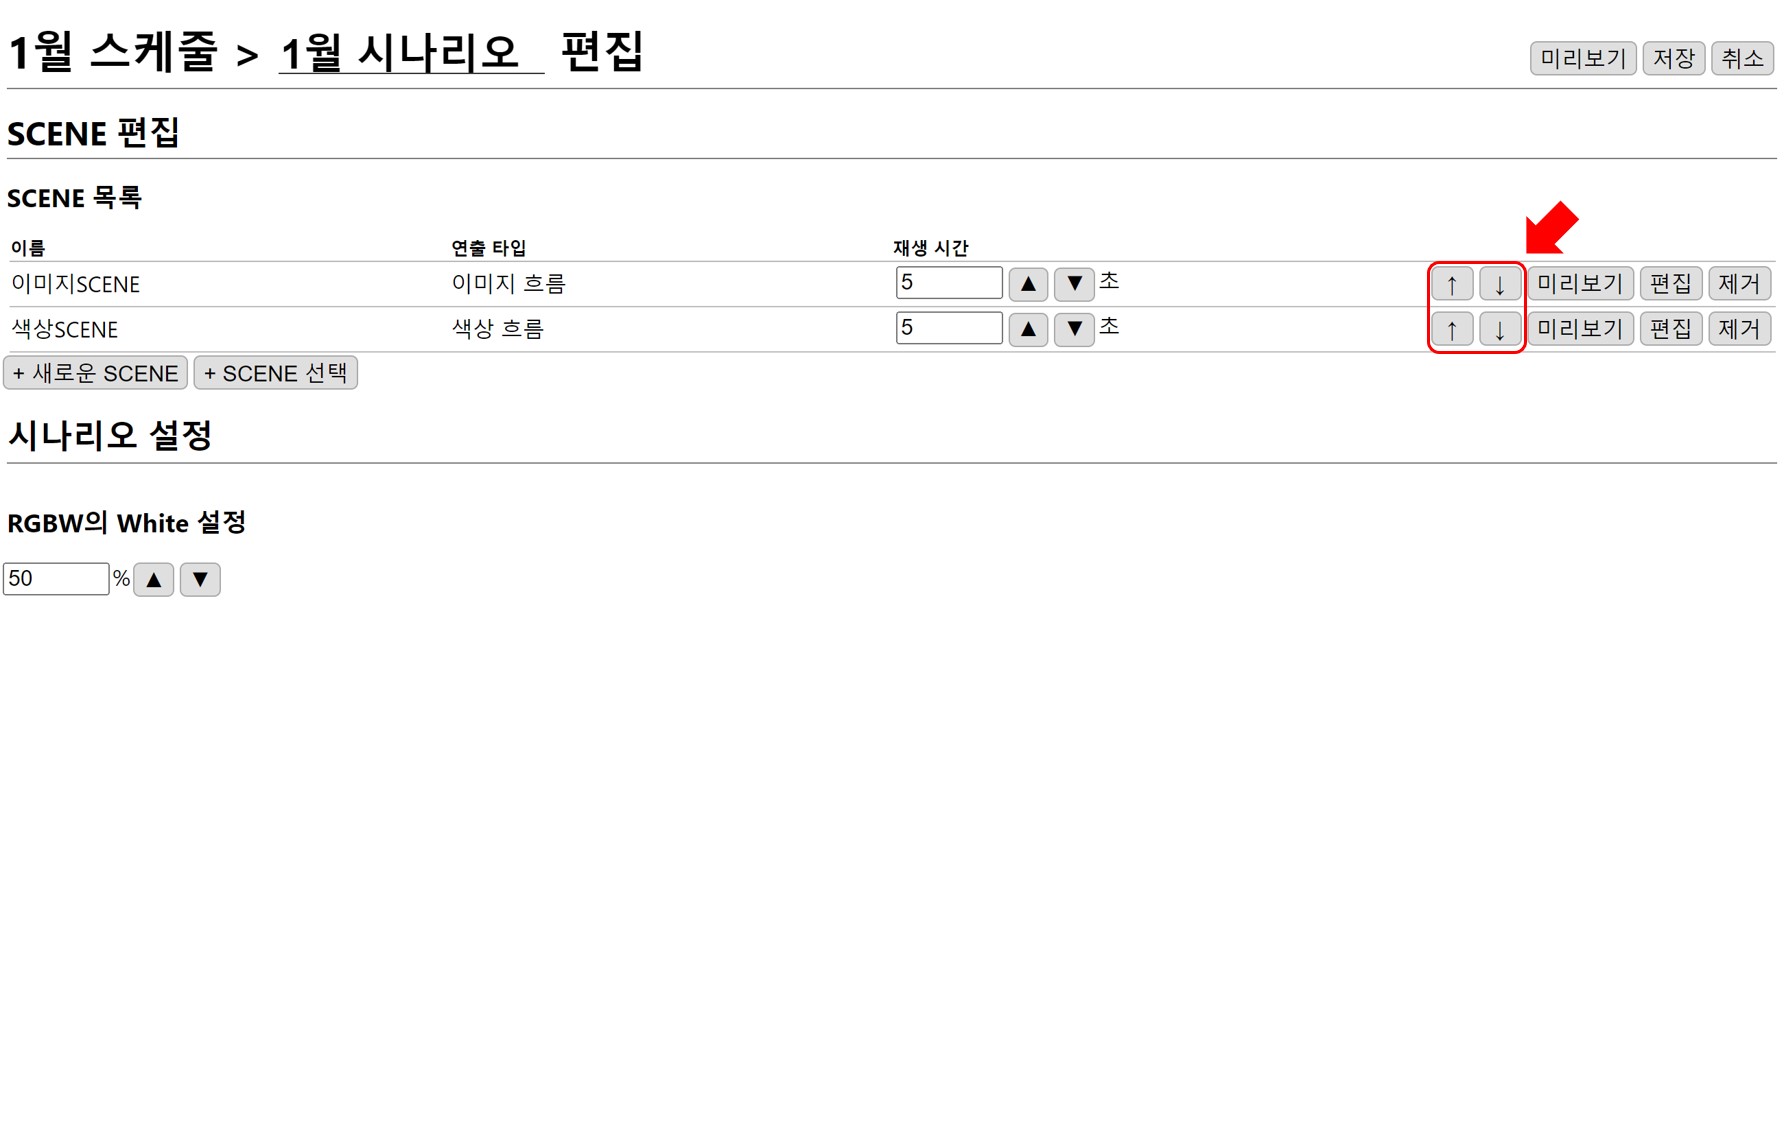 1월 스케줄 > 1월 시나리오 편집
미리보기 저장 취소
SCENE 편집
SCENE 목록
이름 연출 타입 재생 시간
이미지SCENE 이미지 흐름 5 ▲ ▼ 초 ↑ ↓ 미리보기 편집 제거
색상SCENE 색상 흐름 5 ▲ ▼ 초 ↑ ↓ 미리보기 편집 제거
+ 새로운 SCENE + SCENE 선택
시나리오 설정
RGBW의 White 설정
50 % ▲ ▼